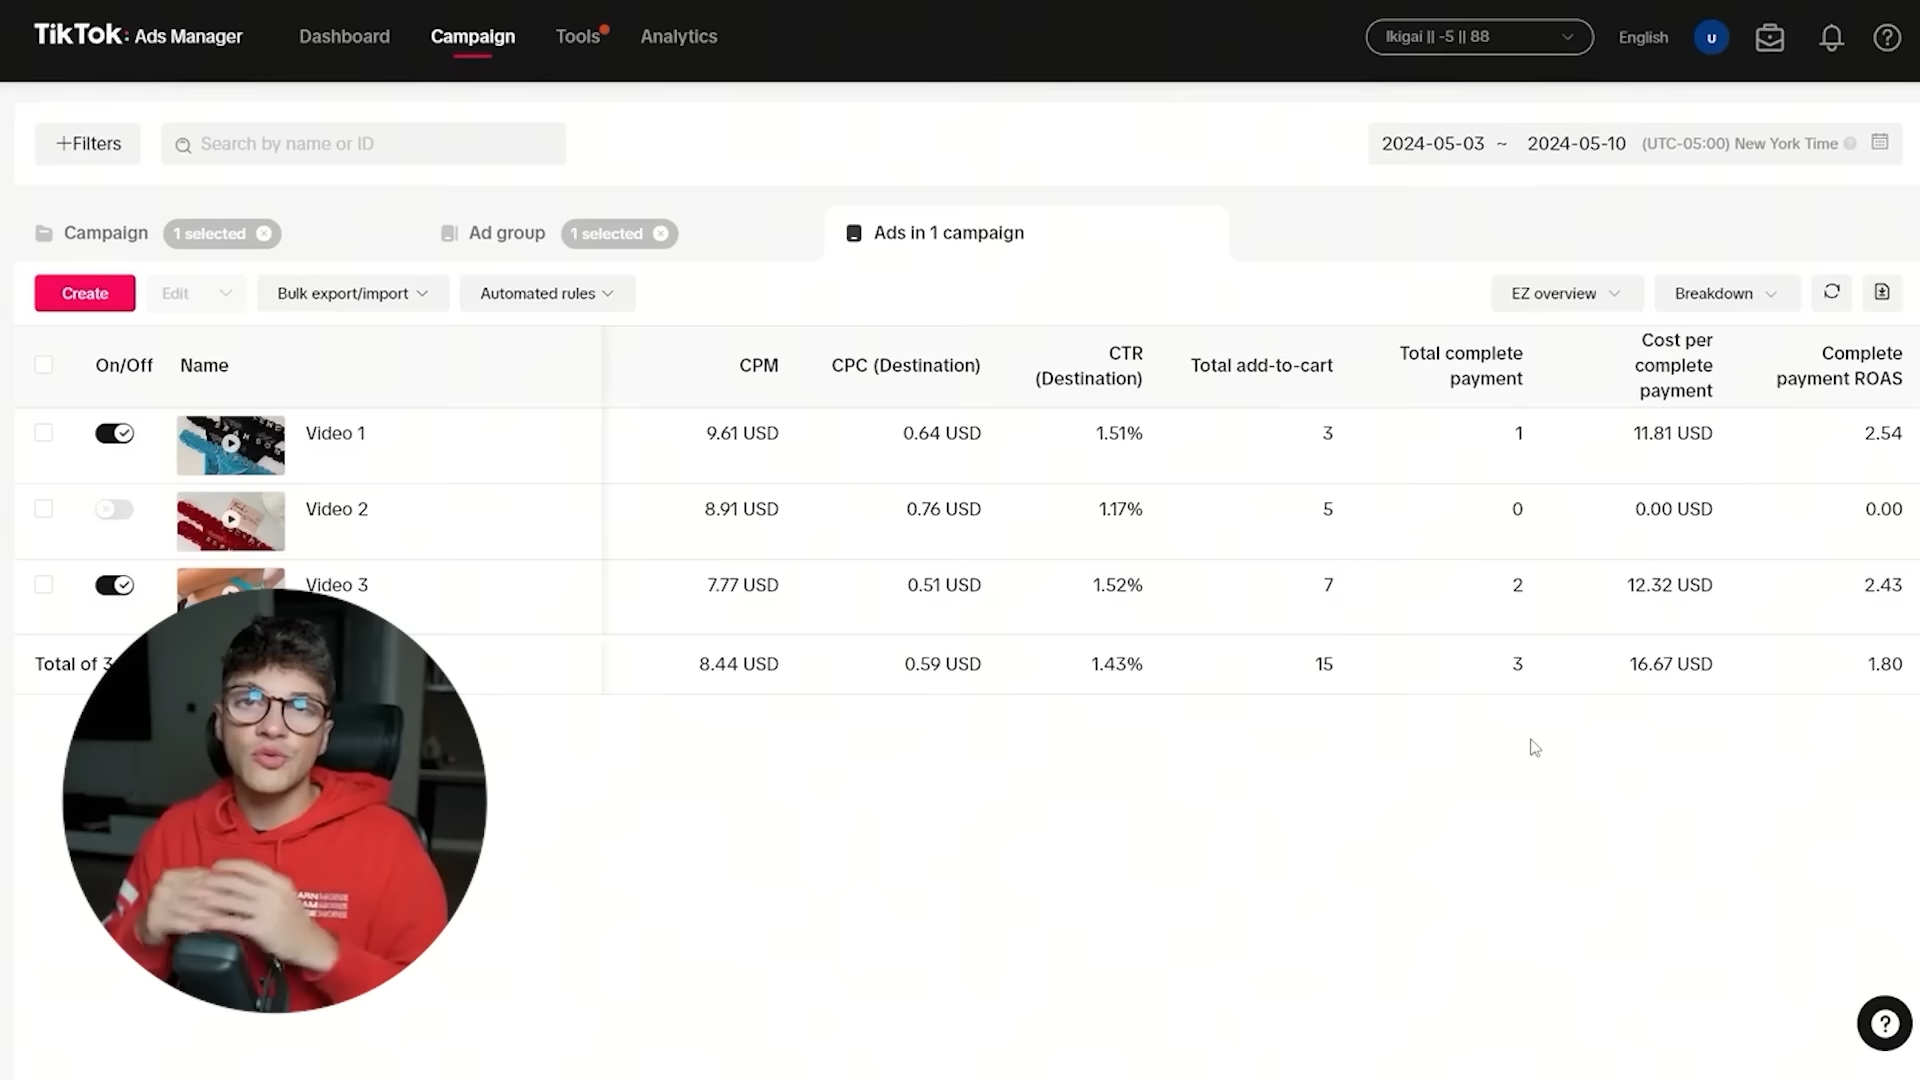 TikTok: Ads Manager Dashboard Campaign Tools Analytics Ikigai || -5 || 88 English U
+Filters Search by name or ID 2024-05-03 ~ 2024-05-10 (UTC-05:00) New York Time
Campaign 1 selected Ad group 1 selected Ads in 1 campaign
Create Edit Bulk export/import Automated rules EZ overview Breakdown
On/Off Name CPM CPC (Destination) CTR (Destination) Total add-to-cart Total complete payment Cost per complete payment Complete payment ROAS
Video 1 9.61 USD 0.64 USD 1.51% 3 1 11.81 USD 2.54
Video 2 8.91 USD 0.76 USD 1.17% 5 0 0.00 USD 0.00
Video 3 7.77 USD 0.51 USD 1.52% 7 2 12.32 USD 2.43
Total of 3 8.44 USD 0.59 USD 1.43% 15 3 16.67 USD 1.80